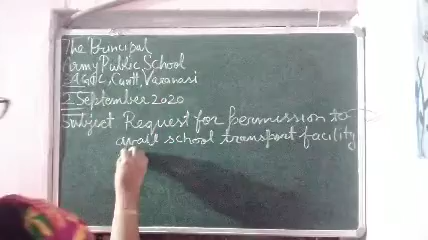 The Principal
Army Public School
39 GTC, Cantt, Varanasi
2 September 2020
Subject Request for permission to
avail school transport facility